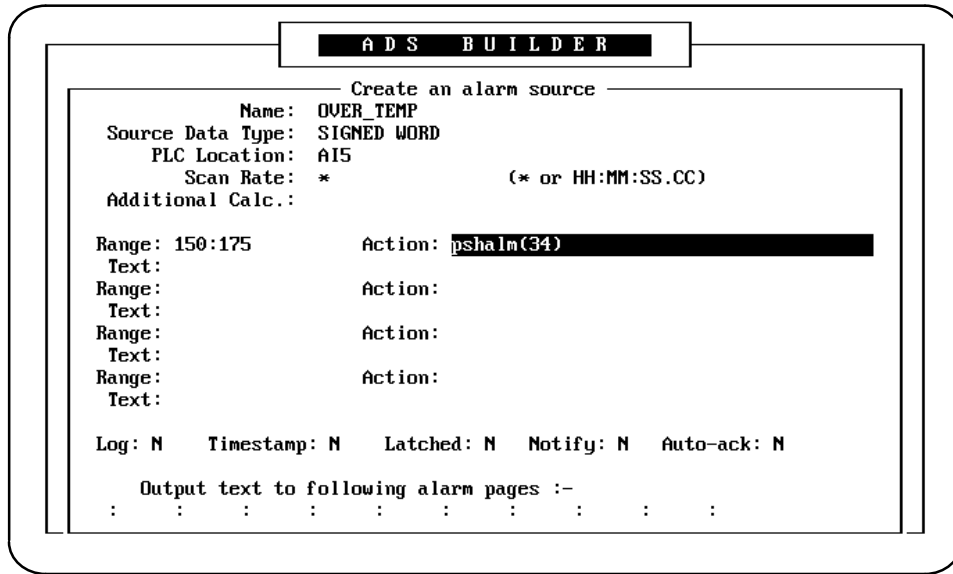 ADS BUILDER
Create an alarm source
Name: OVER_TEMP
Source Data Type: SIGNED WORD
PLC Location: AI5
Scan Rate: * (* or HH:MM:SS.CC)
Additional Calc.:
Range: 150:175 Action: pshalm(34)
Text:
Range: Action:
Text:
Range: Action:
Text:
Range: Action:
Text:
Log: N Timestamp: N Latched: N Notify: N Auto-ack: N
Output text to following alarm pages :-
: : : : : : : : : :